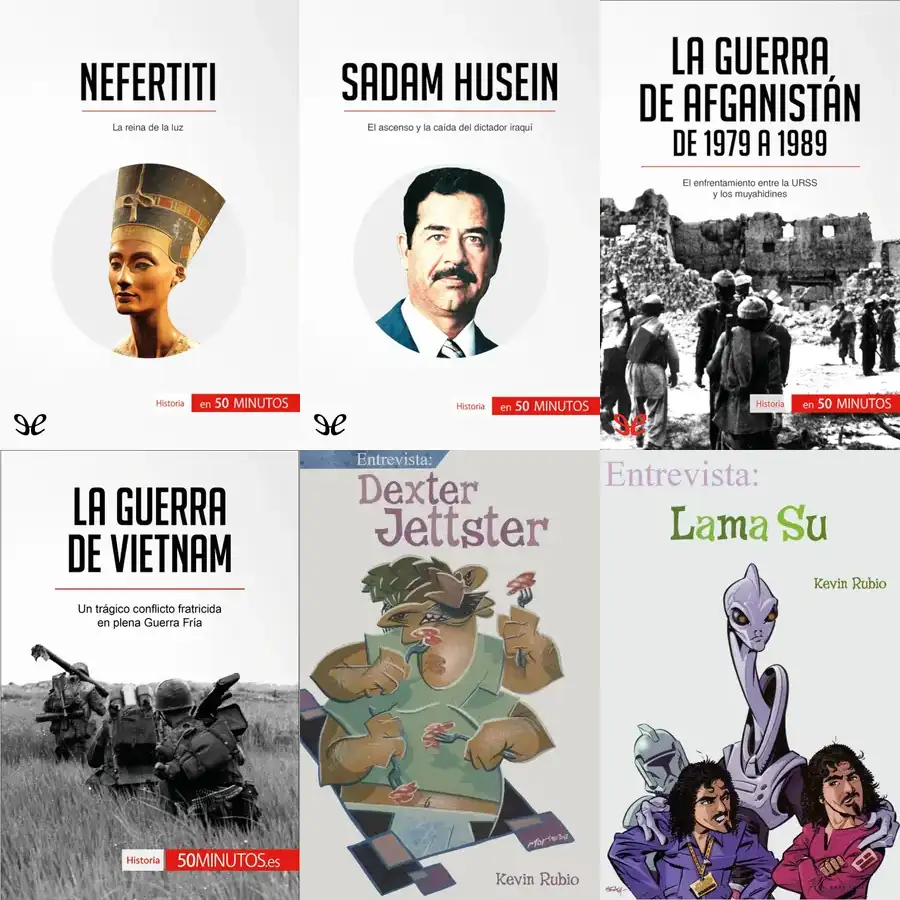 NEFERTITI
La reina de la luz
Historia
en 50 MINUTOS
SADAM HUSEIN
El ascenso y la caída del dictador iraquí
Historia
en 50 MINUTOS
LA GUERRA
DE AFGANISTÁN
DE 1979 A 1989
El enfrentamiento entre la URSS
y los muyahidines
Historia
en 50 MINUTOS
LA GUERRA
DE VIETNAM
Un trágico conflicto fratricida
en plena Guerra Fría
Historia
50MINUTOS.es
Entrevista:
Dexter
Jettster
Kevin Rubio
Entrevista:
Lama Su
Kevin Rubio